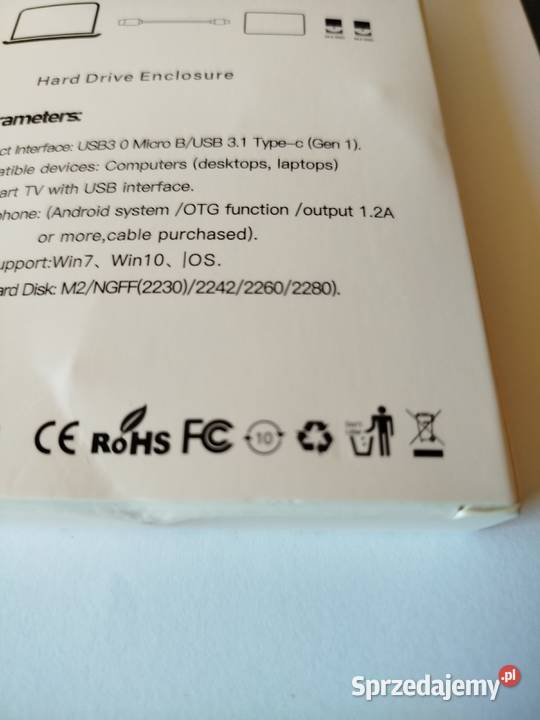 Hard Drive Enclosure
rameters:
ct Interface: USB3 0 Micro B/USB 3.1 Type-c (Gen 1).
atible devices: Computers (desktops, laptops)
art TV with USB interface.
phone: (Android system /OTG function /output 1.2A
or more,cable purchased).
upport:Win7、Win10、IOS.
ard Disk: M2/NGFF(2230)/2242/2260/2280).
CE RoHS FC 10
Sprzedajemy.pl